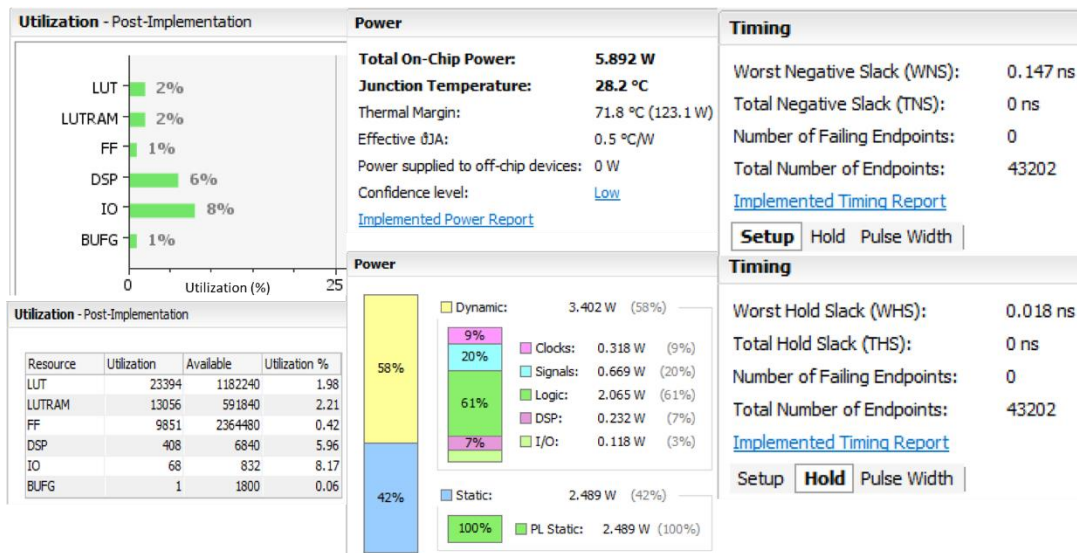 Utilization - Post-Implementation
LUT 2%
LUTRAM 2%
FF 1%
DSP 6%
IO 8%
BUFG 1%
0 25
Utilization (%)
Utilization - Post-Implementation
Resource Utilization Available Utilization %
LUT 23394 1182240 1.98
LUTRAM 13056 591840 2.21
FF 9851 2364480 0.42
DSP 408 6840 5.96
IO 68 832 8.17
BUFG 1 1800 0.06
Power
Total On-Chip Power: 5.892 W
Junction Temperature: 28.2 °C
Thermal Margin: 71.8 °C (123.1 W)
Effective ϑJA: 0.5 °C/W
Power supplied to off-chip devices: 0 W
Confidence level: Low
Implemented Power Report
Power
58%
42%
Dynamic: 3.402 W (58%)
9%
20%
61%
7%
Clocks: 0.318 W (9%)
Signals: 0.669 W (20%)
Logic: 2.065 W (61%)
DSP: 0.232 W (7%)
I/O: 0.118 W (3%)
Static: 2.489 W (42%)
100% PL Static: 2.489 W (100%)
Timing
Worst Negative Slack (WNS): 0.147 ns
Total Negative Slack (TNS): 0 ns
Number of Failing Endpoints: 0
Total Number of Endpoints: 43202
Implemented Timing Report
Setup Hold Pulse Width
Timing
Worst Hold Slack (WHS): 0.018 ns
Total Hold Slack (THS): 0 ns
Number of Failing Endpoints: 0
Total Number of Endpoints: 43202
Implemented Timing Report
Setup Hold Pulse Width